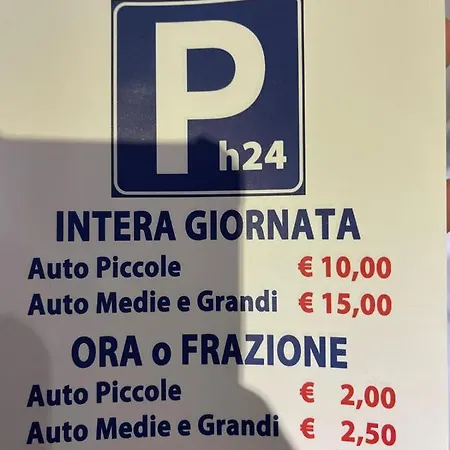 P
h24
INTERA GIORNATA
Auto Piccole € 10,00
Auto Medie e Grandi € 15,00
ORA o FRAZIONE
Auto Piccole € 2,00
Auto Medie e Grandi € 2,50